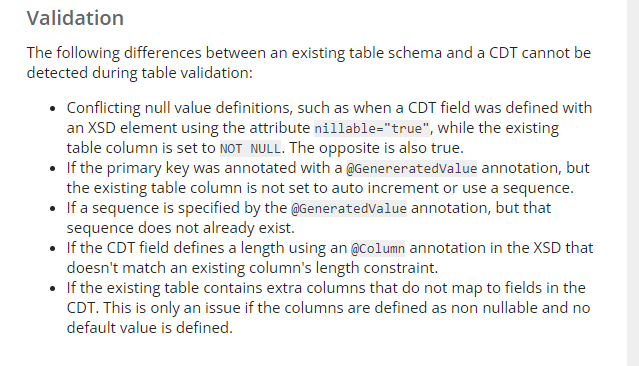 Validation
The following differences between an existing table schema and a CDT cannot be
detected during table validation:
• Conflicting null value definitions, such as when a CDT field was defined with
an XSD element using the attribute nillable="true", while the existing
table column is set to NOT NULL. The opposite is also true.
• If the primary key was annotated with a @GenereratedValue annotation, but
the existing table column is not set to auto increment or use a sequence.
• If a sequence is specified by the @GeneratedValue annotation, but that
sequence does not already exist.
• If the CDT field defines a length using an @Column annotation in the XSD that
doesn't match an existing column's length constraint.
• If the existing table contains extra columns that do not map to fields in the
CDT. This is only an issue if the columns are defined as non nullable and no
default value is defined.